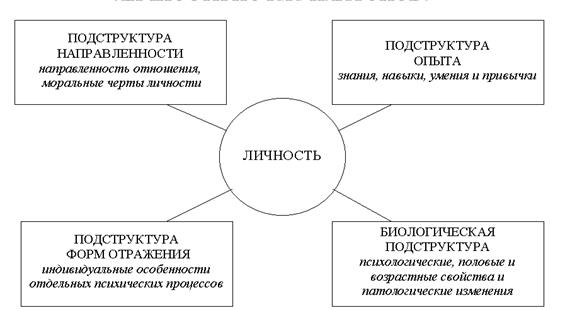 ПОДСТРУКТУРА
НАПРАВЛЕННОСТИ
направленность отношения,
моральные черты личности
ПОДСТРУКТУРА
ОПЫТА
знания, навыки, умения и привычки
ЛИЧНОСТЬ
ПОДСТРУКТУРА
ФОРМ ОТРАЖЕНИЯ
индивидуальные особенности
отдельных психических процессов
БИОЛОГИЧЕСКАЯ
ПОДСТРУКТУРА
психологические, половые и
возрастные свойства и
патологические изменения